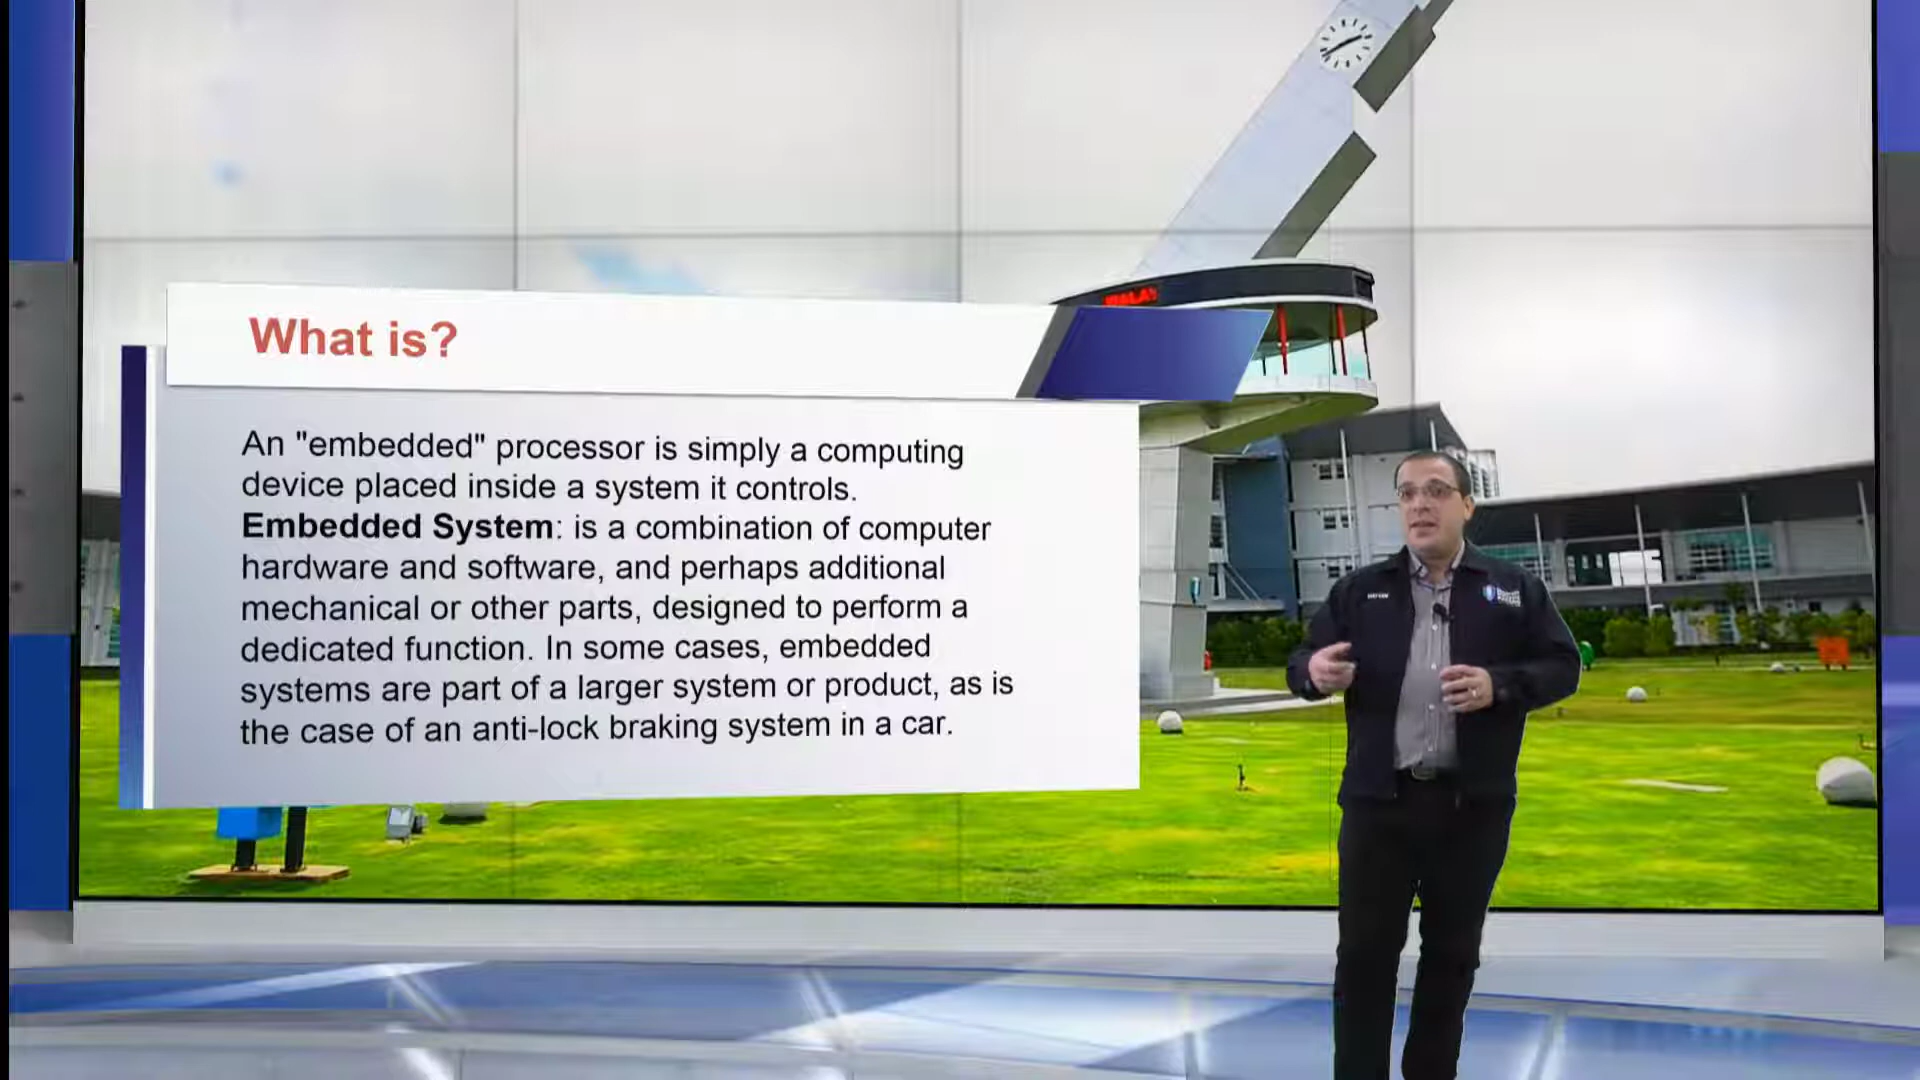 What is?
An "embedded" processor is simply a computing
device placed inside a system it controls.
Embedded System: is a combination of computer
hardware and software, and perhaps additional
mechanical or other parts, designed to perform a
dedicated function. In some cases, embedded
systems are part of a larger system or product, as is
the case of an anti-lock braking system in a car.